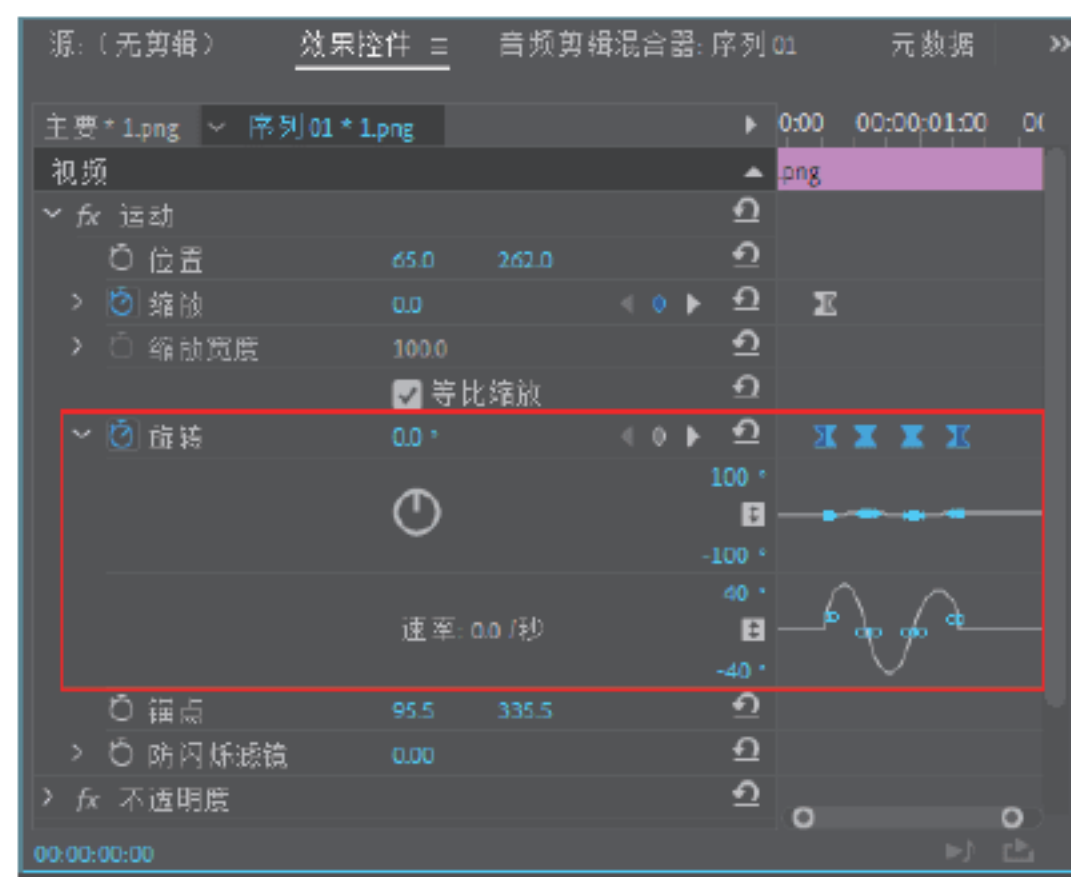 源:（无剪辑） 效果控件 音频剪辑混合器: 序列 01 元数据 >>
主要 * 1.png 序列 01 * 1.png 0:00 00:00:01:00 00
视频 .png
fx 运动
位置 65.0 262.0
缩放 0.0
缩放宽度 100.0
等比缩放
旋转 0.0 °
100 °
-100 °
40 °
速率: 0.0 /秒
-40 °
锚点 95.5 335.5
防闪烁滤镜 0.00
fx 不透明度
00:00:00:00